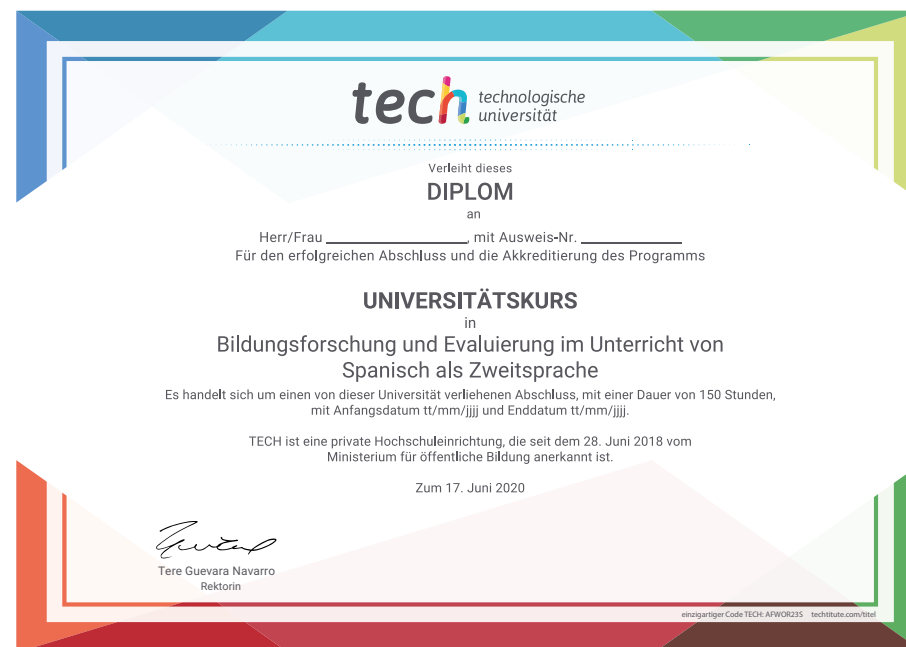 tech technologische
universität
Verleiht dieses
DIPLOM
an
Herr/Frau ____________________, mit Ausweis-Nr. ______________
Für den erfolgreichen Abschluss und die Akkreditierung des Programms
UNIVERSITÄTSKURS
in
Bildungsforschung und Evaluierung im Unterricht von
Spanisch als Zweitsprache
Es handelt sich um einen von dieser Universität verliehenen Abschluss, mit einer Dauer von 150 Stunden,
mit Anfangsdatum tt/mm/jjjj und Enddatum tt/mm/jjjj.
TECH ist eine private Hochschuleinrichtung, die seit dem 28. Juni 2018 vom
Ministerium für öffentliche Bildung anerkannt ist.
Zum 17. Juni 2020
Tere Guevara Navarro
Rektorin
einzigartiger Code TECH: AFWOR23S techtitute.com/titel